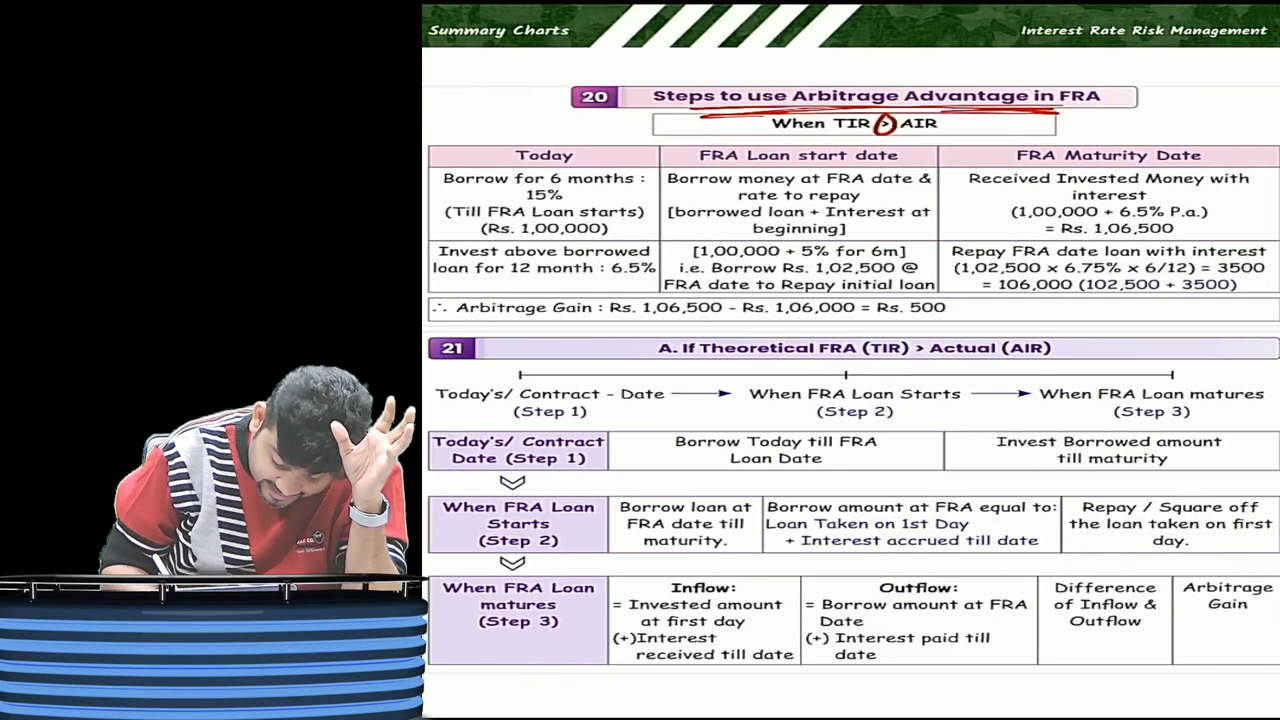 Summary Charts
Interest Rate Risk Management
20
Steps to use Arbitrage Advantage in FRA
When TIR > AIR
Today
FRA Loan start date
FRA Maturity Date
Borrow for 6 months :
15%
(Till FRA Loan starts)
(Rs. 1,00,000)
Borrow money at FRA date &
rate to repay
[borrowed loan + Interest at
beginning]
Received Invested Money with
interest
(1,00,000 + 6.5% P.a.)
= Rs. 1,06,500
Invest above borrowed
loan for 12 month : 6.5%
[1,00,000 + 5% for 6m]
i.e. Borrow Rs. 1,02,500 @
FRA date to Repay initial loan
Repay FRA date loan with interest
(1,02,500 x 6.75% x 6/12) = 3500
= 106,000 (102,500 + 3500)
∴ Arbitrage Gain : Rs. 1,06,500 - Rs. 1,06,000 = Rs. 500
21
A. If Theoretical FRA (TIR) > Actual (AIR)
Today's/ Contract - Date
(Step 1)
When FRA Loan Starts
(Step 2)
When FRA Loan matures
(Step 3)
Today's/ Contract
Date (Step 1)
Borrow Today till FRA
Loan Date
Invest Borrowed amount
till maturity
When FRA Loan
Starts
(Step 2)
Borrow loan at
FRA date till
maturity.
Borrow amount at FRA equal to:
Loan Taken on 1st Day
+ Interest accrued till date
Repay / Square off
the loan taken on first
day.
When FRA Loan
matures
(Step 3)
Inflow:
= Invested amount
at first day
(+)Interest
received till date
Outflow:
= Borrow amount at FRA
Date
(+) Interest paid till
date
Difference
of Inflow &
Outflow
Arbitrage
Gain